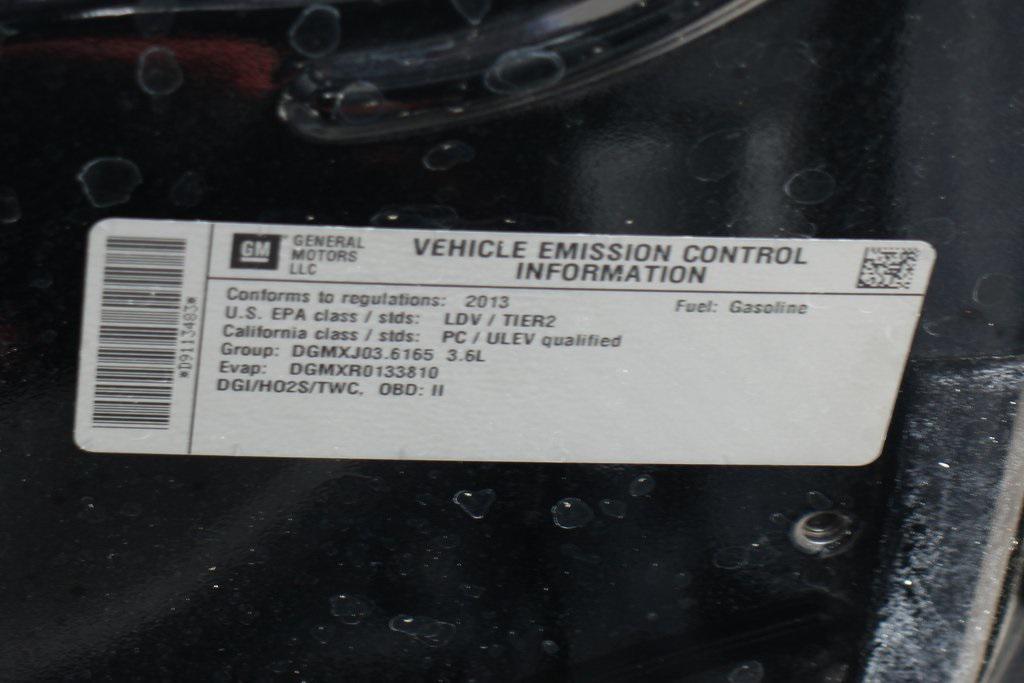 GM GENERAL MOTORS LLC
VEHICLE EMISSION CONTROL
INFORMATION
Conforms to regulations: 2013 Fuel: Gasoline
U.S. EPA class / stds: LDV / TIER2
California class / stds: PC / ULEV qualified
Group: DGMXJ03.6165 3.6L
Evap: DGMXR0133810
DGI/HO2S/TWC, OBD: II
*D9113483*